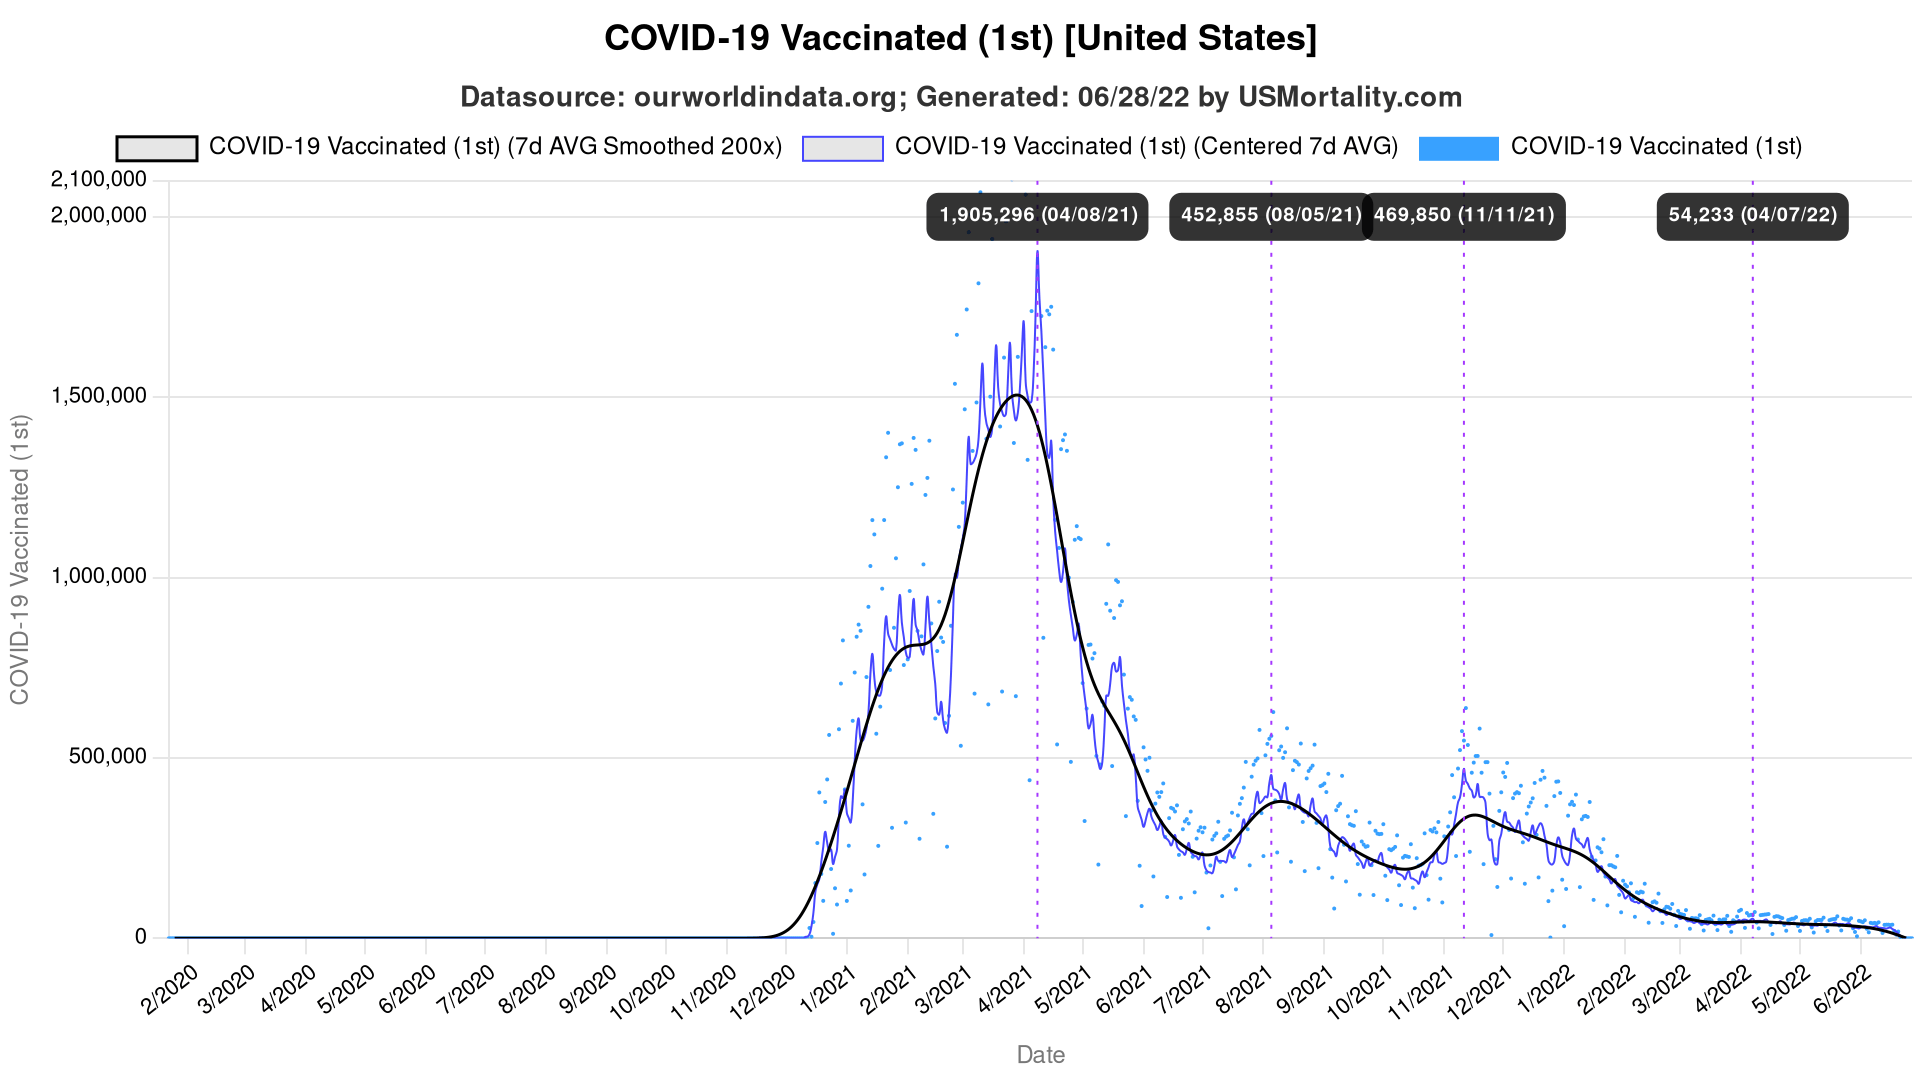 COVID-19 Vaccinated (1st) [United States]
Datasource: ourworldindata.org; Generated: 06/28/22 by USMortality.com
COVID-19 Vaccinated (1st) (7d AVG Smoothed 200x) COVID-19 Vaccinated (1st) (Centered 7d AVG) COVID-19 Vaccinated (1st)
2,100,000
2,000,000
1,500,000
1,000,000
500,000
0
COVID-19 Vaccinated (1st)
1,905,296 (04/08/21) 452,855 (08/05/21) 469,850 (11/11/21) 54,233 (04/07/22)
2/2020 3/2020 4/2020 5/2020 6/2020 7/2020 8/2020 9/2020 10/2020 11/2020 12/2020 1/2021 2/2021 3/2021 4/2021 5/2021 6/2021 7/2021 8/2021 9/2021 10/2021 11/2021 12/2021 1/2022 2/2022 3/2022 4/2022 5/2022 6/2022
Date